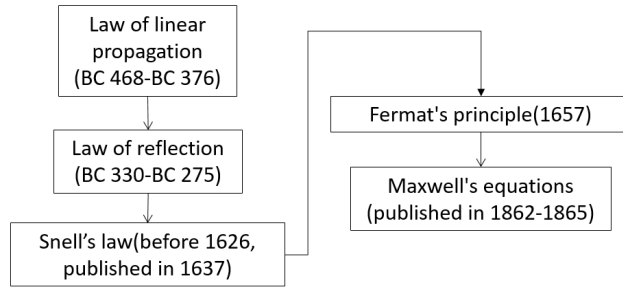 Law of linear
propagation
(BC 468-BC 376)
Law of reflection
(BC 330-BC 275)
Snell’s law(before 1626,
published in 1637)
Fermat's principle(1657)
Maxwell's equations
(published in 1862-1865)